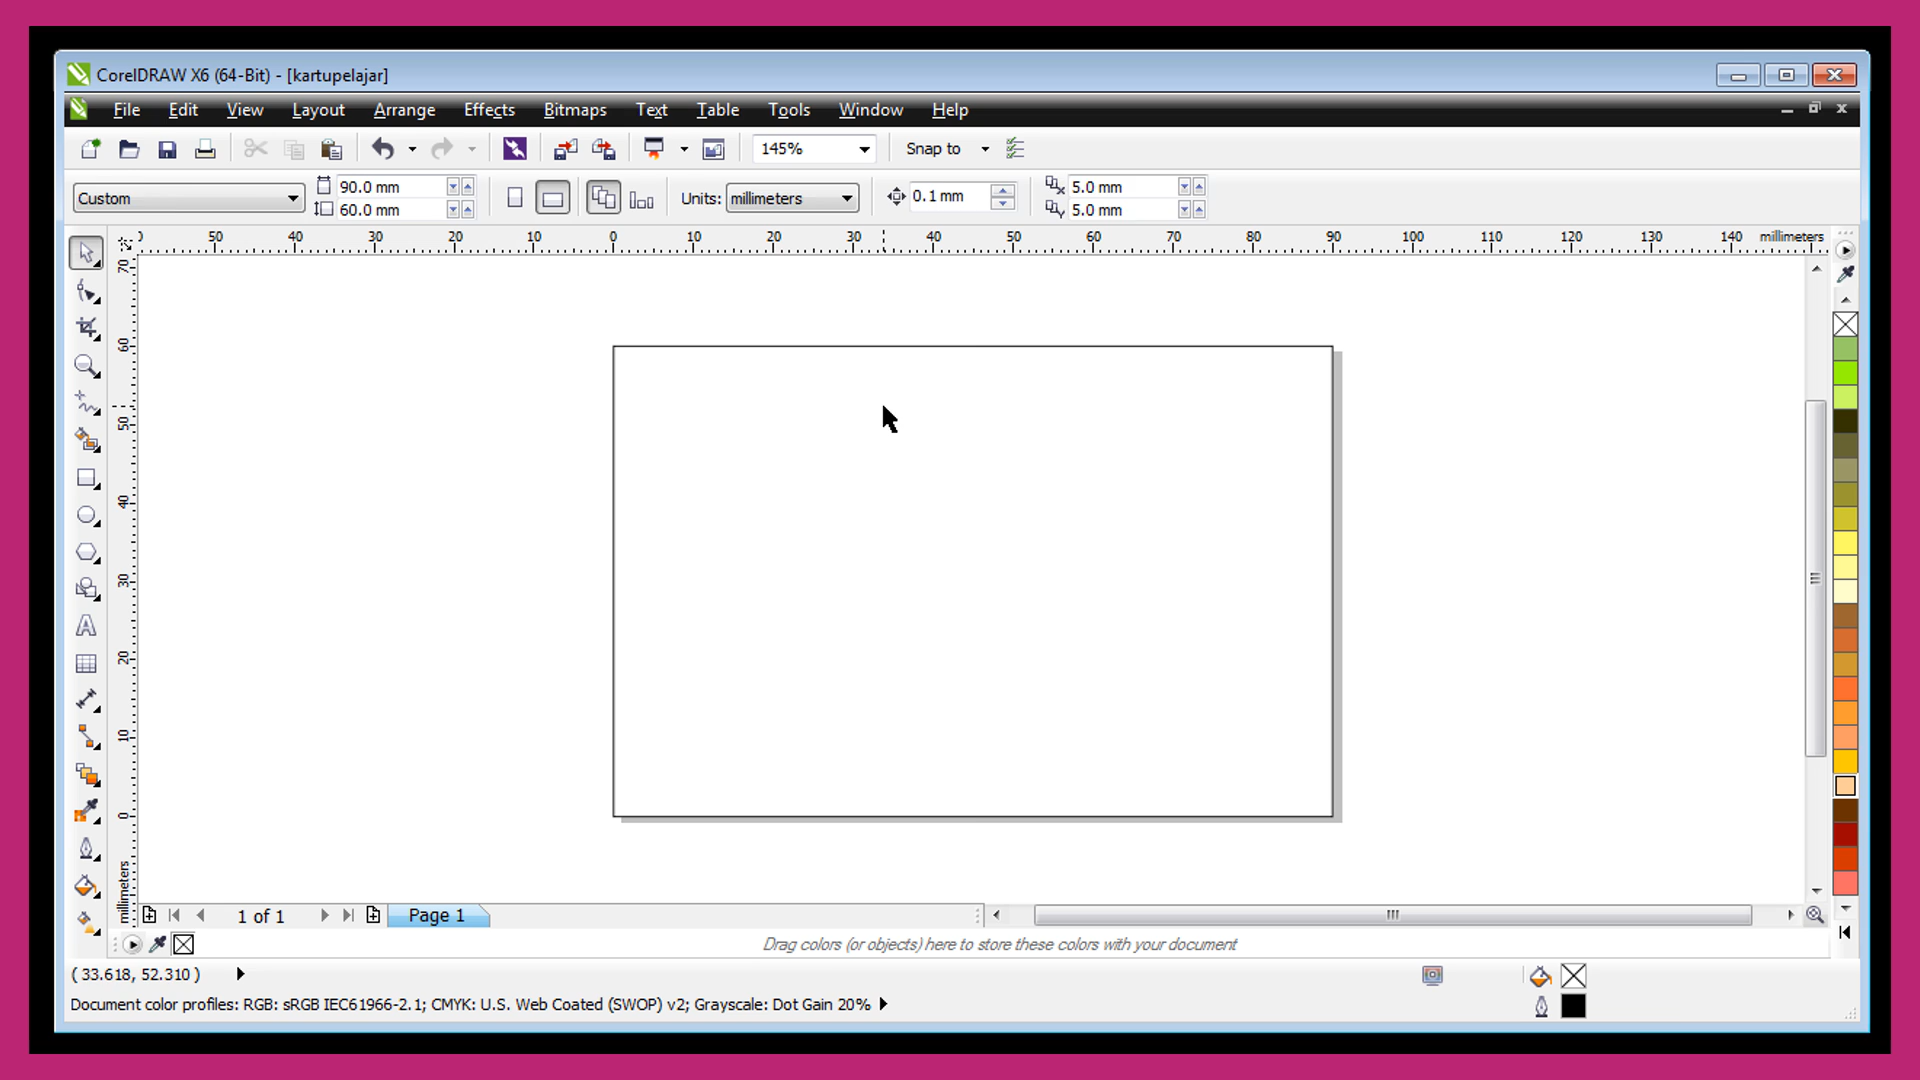 CorelDRAW X6 (64-Bit) - [kartupelajar]
File Edit View Layout Arrange Effects Bitmaps Text Table Tools Window Help
145% Snap to
Custom 90.0 mm 60.0 mm Units: millimeters 0.1 mm 5.0 mm 5.0 mm
50 40 30 20 10 0 10 20 30 40 50 60 70 80 90 100 110 120 130 140 millimeters
70
60
50
40
30
20
10
0
millimeters
1 of 1 Page 1
Drag colors (or objects) here to store these colors with your document
( 33.618, 52.310 )
Document color profiles: RGB: sRGB IEC61966-2.1; CMYK: U.S. Web Coated (SWOP) v2; Grayscale: Dot Gain 20%